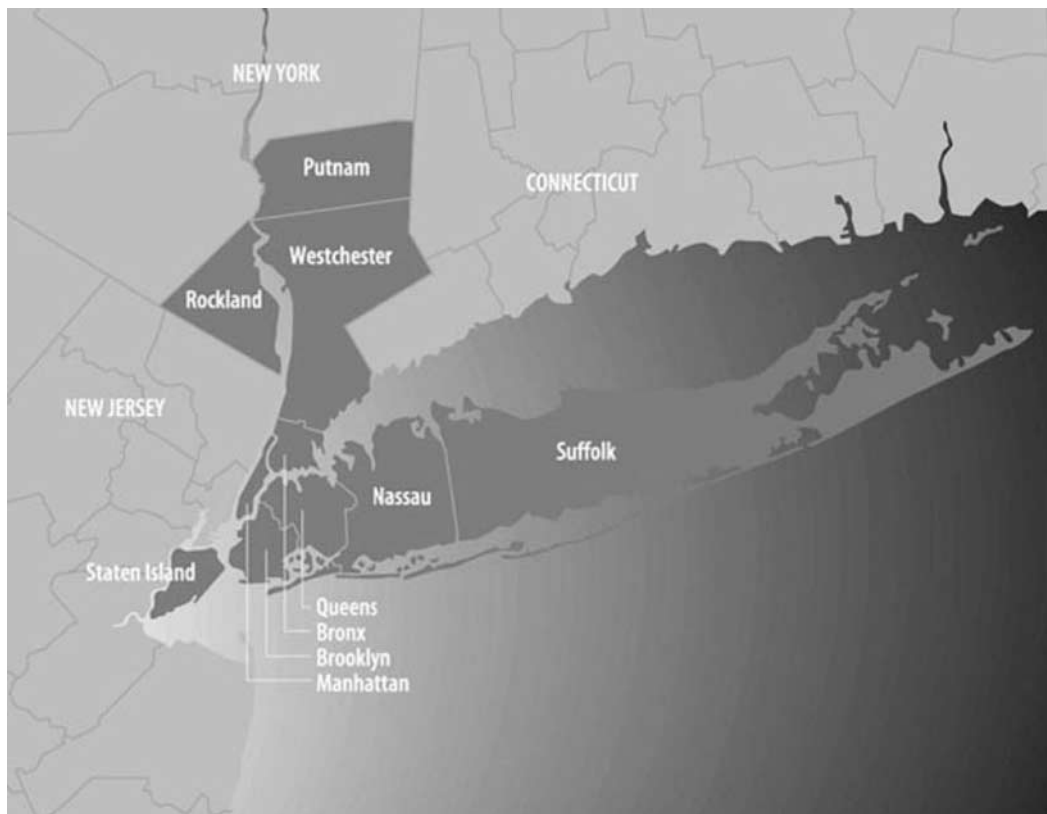 NEW YORK
Putnam
CONNECTICUT
Westchester
Rockland
NEW JERSEY
Suffolk
Nassau
Staten Island
Queens
Bronx
Brooklyn
Manhattan